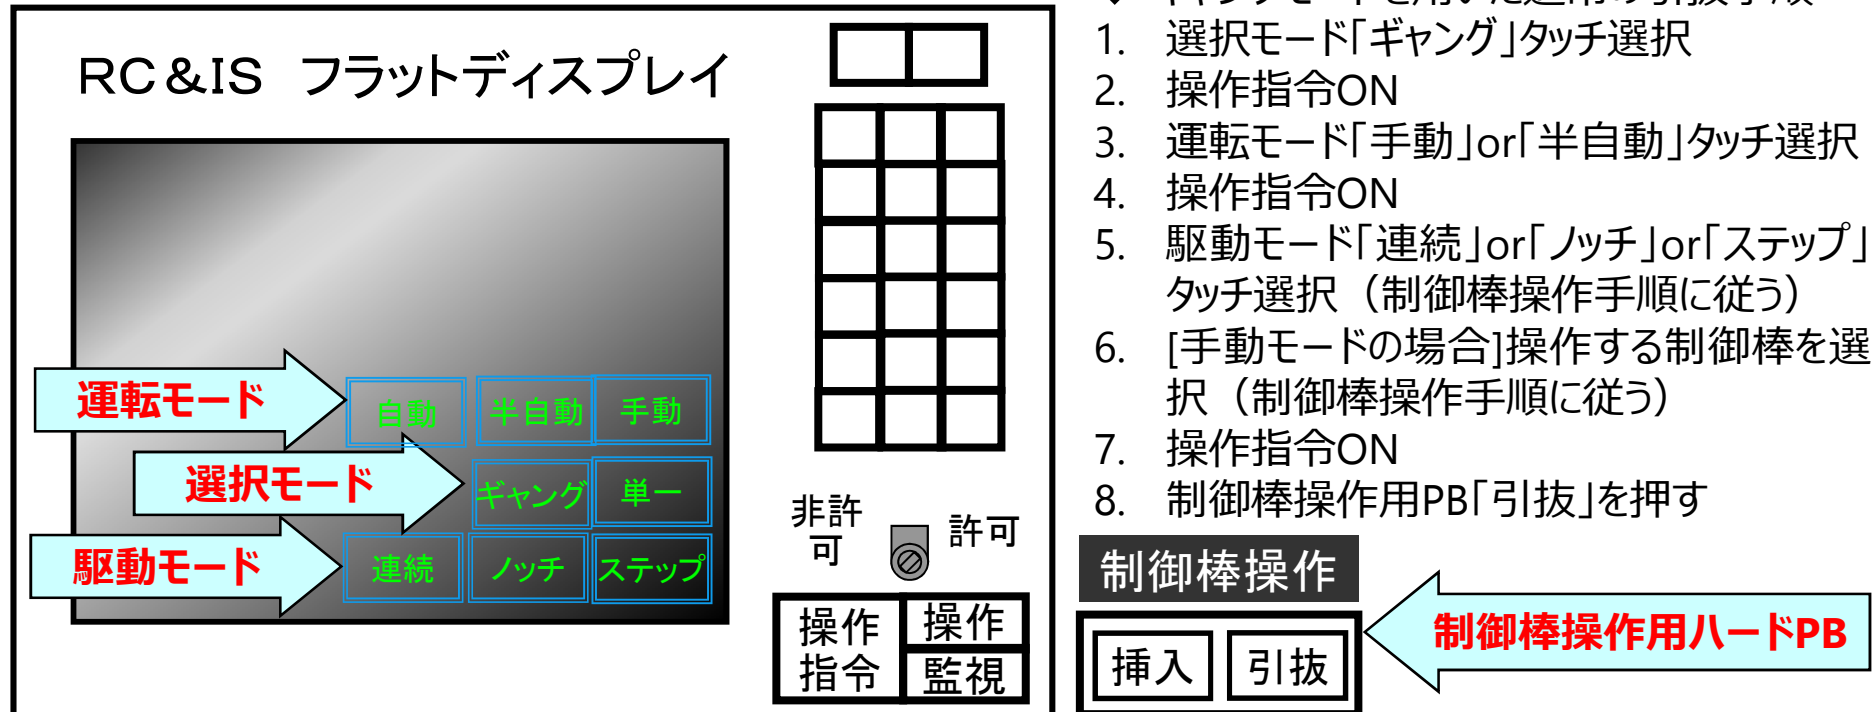 RC&IS フラットディスプレイ
運転モード
自動
半自動
手動
選択モード
ギャング
単一
駆動モード
連続
ノッチ
ステップ
非許
可
許可
操作
指令
操作
監視
1. 選択モード「ギャング」タッチ選択
2. 操作指令ON
3. 運転モード「手動」or「半自動」タッチ選択
4. 操作指令ON
5. 駆動モード「連続」or「ノッチ」or「ステップ」
タッチ選択（制御棒操作手順に従う）
6. [手動モードの場合]操作する制御棒を選
択（制御棒操作手順に従う）
7. 操作指令ON
8. 制御棒操作用PB「引抜」を押す
制御棒操作
挿入
引抜
制御棒操作用ハードPB